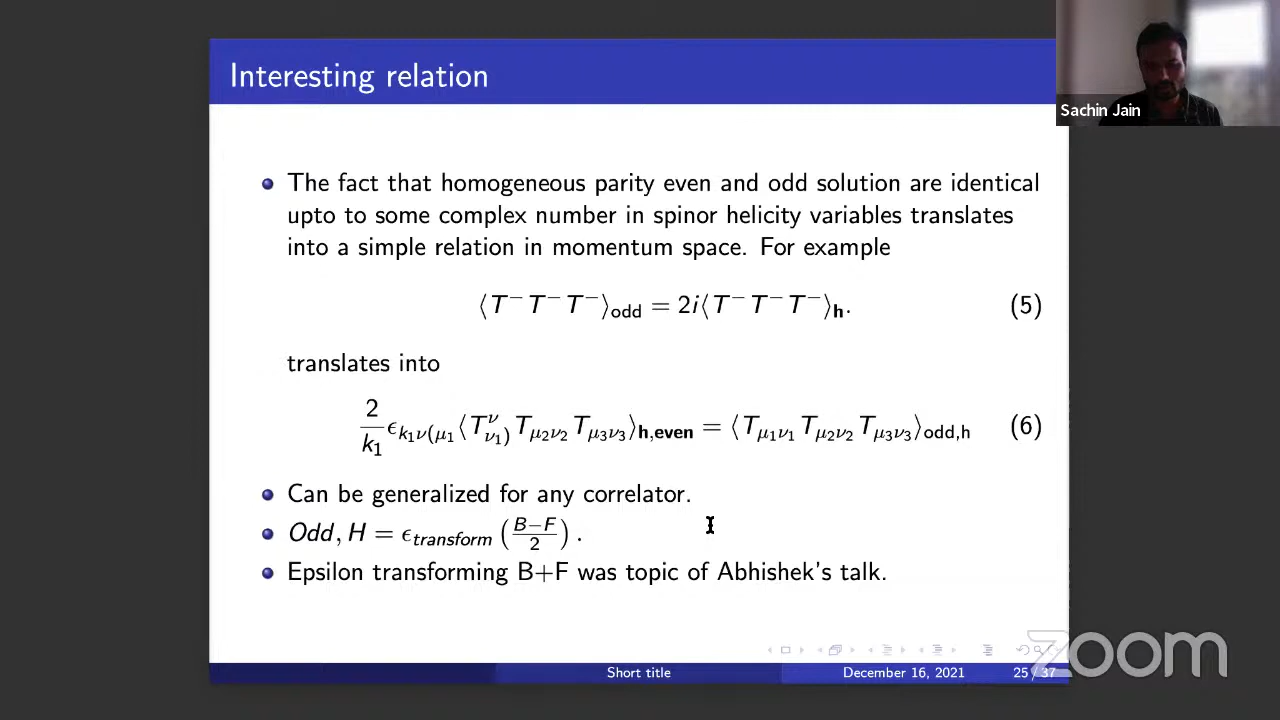 Interesting relation
Sachin Jain
The fact that homogeneous parity even and odd solution are identical
upto to some complex number in spinor helicity variables translates
into a simple relation in momentum space. For example
⟨T⁻ T⁻ T⁻⟩_odd = 2i⟨T⁻ T⁻ T⁻⟩_h. (5)
translates into
2/k₁ ϵ_{k₁ν(μ₁}⟨T^ν_{ν₁)} T_{μ₂ν₂} T_{μ₃ν₃}⟩_{h,even} = ⟨T_{μ₁ν₁} T_{μ₂ν₂} T_{μ₃ν₃}⟩_{odd,h} (6)
Can be generalized for any correlator.
Odd, H = ϵ_transform ((B−F)/2).
Epsilon transforming B+F was topic of Abhishek's talk.
zoom
Short title December 16, 2021 25 / 37